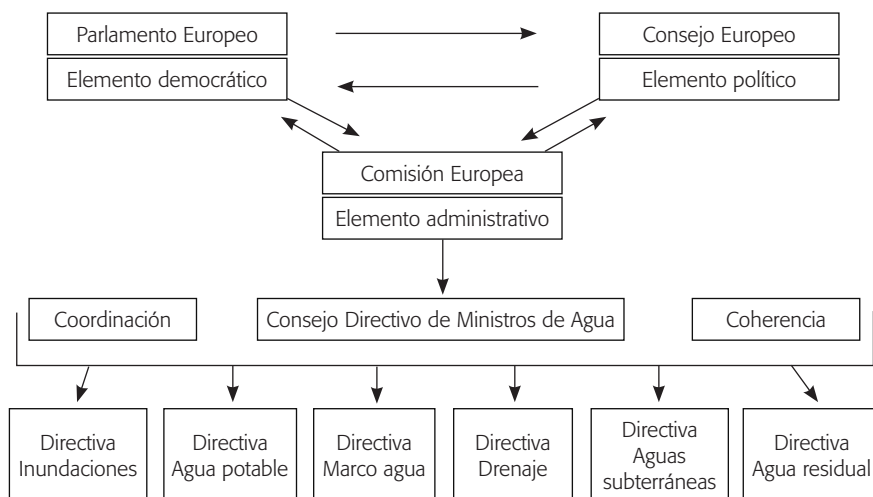 Parlamento Europeo
Consejo Europeo
Elemento democrático
Elemento político
Comisión Europea
Elemento administrativo
Coordinación
Consejo Directivo de Ministros de Agua
Coherencia
Directiva
Inundaciones
Directiva
Agua potable
Directiva
Marco agua
Directiva
Drenaje
Directiva
Aguas
subterráneas
Directiva
Agua residual